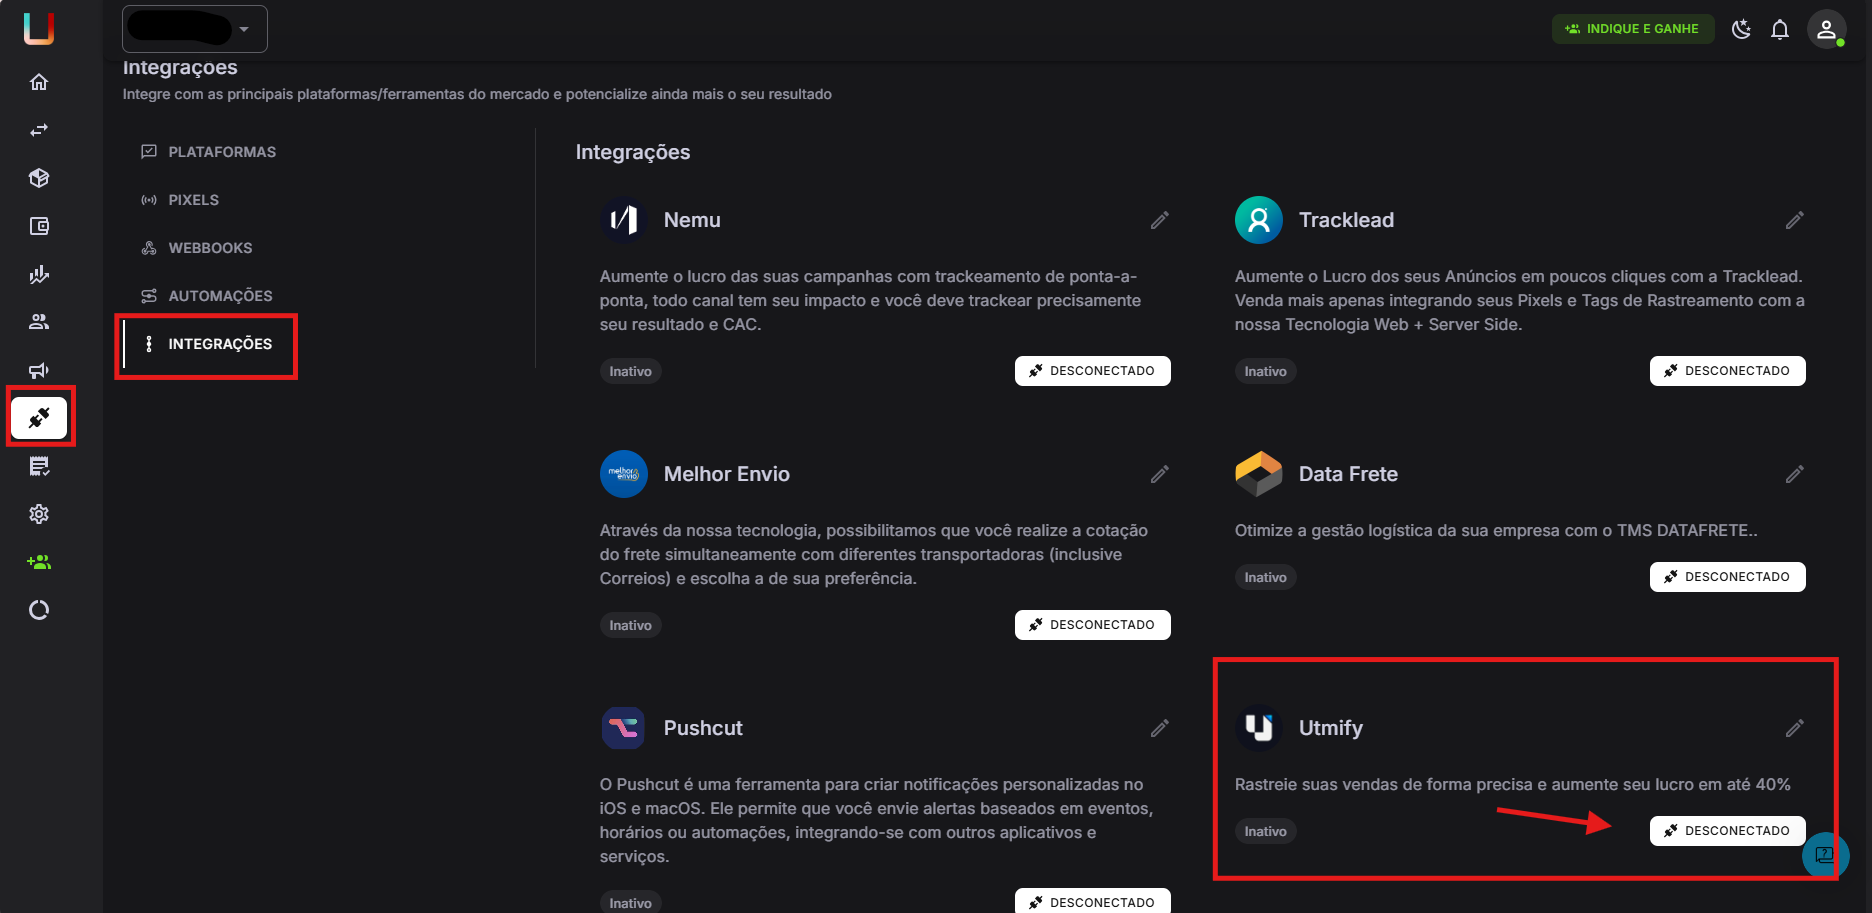 INDIQUE E GANHE
Integrações
Integre com as principais plataformas/ferramentas do mercado e potencialize ainda mais o seu resultado
PLATAFORMAS
PIXELS
WEBBOOKS
AUTOMAÇÕES
INTEGRAÇÕES
Integrações
Nemu
Aumente o lucro das suas campanhas com trackeamento de ponta-a-
ponta, todo canal tem seu impacto e você deve trackear precisamente
seu resultado e CAC.
Inativo
DESCONECTADO
Tracklead
Aumente o Lucro dos seus Anúncios em poucos cliques com a Tracklead.
Venda mais apenas integrando seus Pixels e Tags de Rastreamento com a
nossa Tecnologia Web + Server Side.
Inativo
DESCONECTADO
melhor
envio
Melhor Envio
Através da nossa tecnologia, possibilitamos que você realize a cotação
do frete simultaneamente com diferentes transportadoras (inclusive
Correios) e escolha a de sua preferência.
Inativo
DESCONECTADO
Data Frete
Otimize a gestão logística da sua empresa com o TMS DATAFRETE..
Inativo
DESCONECTADO
Pushcut
O Pushcut é uma ferramenta para criar notificações personalizadas no
iOS e macOS. Ele permite que você envie alertas baseados em eventos,
horários ou automações, integrando-se com outros aplicativos e
serviços.
Inativo
DESCONECTADO
Utmify
Rastreie suas vendas de forma precisa e aumente seu lucro em até 40%
Inativo
DESCONECTADO